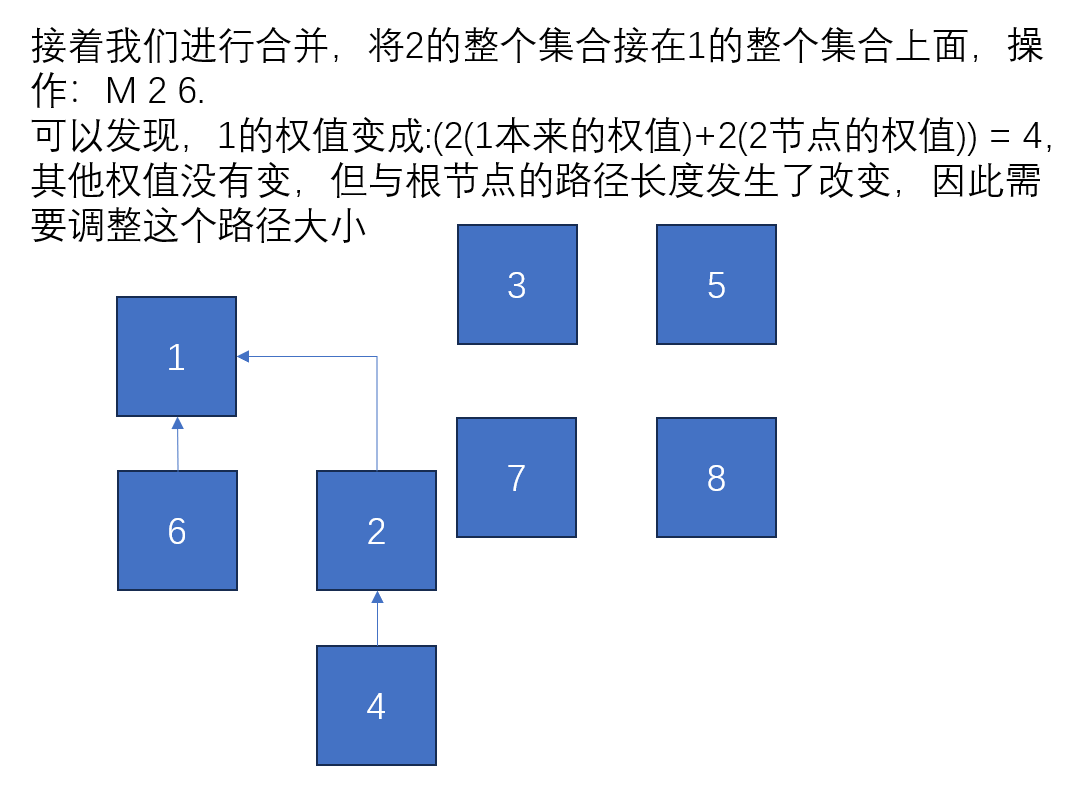 接着我们进行合并，将2的整个集合接在1的整个集合上面，操
作：M 2 6.
可以发现，1的权值变成:(2(1本来的权值)+2(2节点的权值)) = 4，
其他权值没有变，但与根节点的路径长度发生了改变，因此需
要调整这个路径大小
3
5
1
7
8
6
2
4